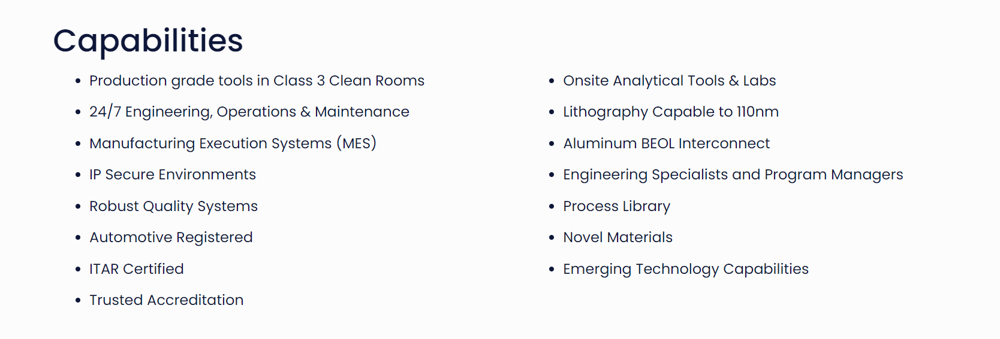 Capabilities
Production grade tools in Class 3 Clean Rooms
24/7 Engineering, Operations & Maintenance
Manufacturing Execution Systems (MES)
IP Secure Environments
Robust Quality Systems
Automotive Registered
ITAR Certified
Trusted Accreditation
Onsite Analytical Tools & Labs
Lithography Capable to 110nm
Aluminum BEOL Interconnect
Engineering Specialists and Program Managers
Process Library
Novel Materials
Emerging Technology Capabilities